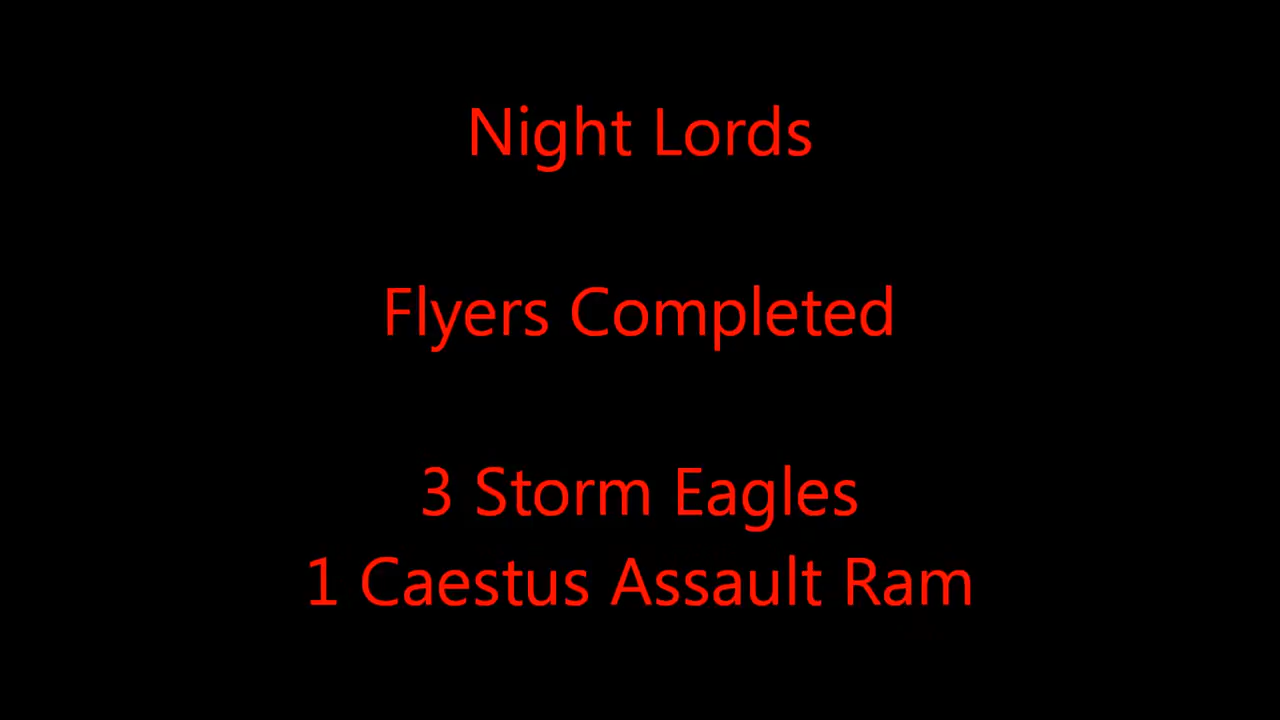 Night Lords
Flyers Completed
3 Storm Eagles
1 Caestus Assault Ram